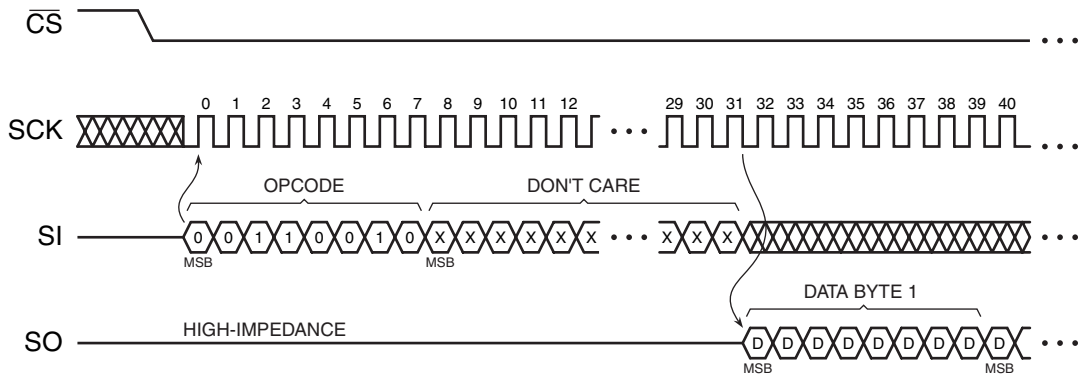 CS
0 1 2 3 4 5 6 7 8 9 10 11 12 29 30 31 32 33 34 35 36 37 38 39 40
SCK
OPCODE DON'T CARE
SI 0 0 1 1 0 0 1 0 X X X X X X X X X
MSB MSB
DATA BYTE 1
HIGH-IMPEDANCE
SO D D D D D D D D D
MSB MSB